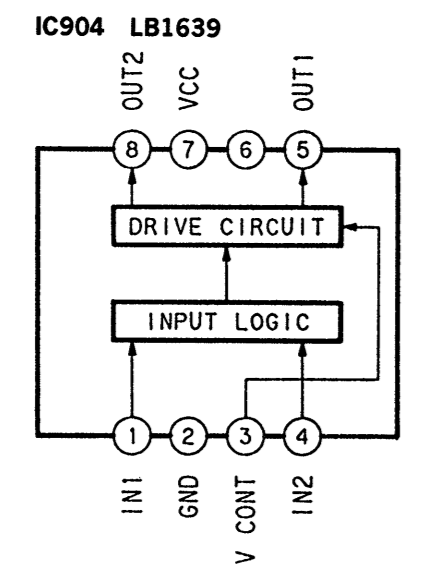 IC904 LB1639
OUT2 VCC OUT1
8 7 6 5
DRIVE CIRCUIT
INPUT LOGIC
1 2 3 4
IN1 GND V CONT IN2